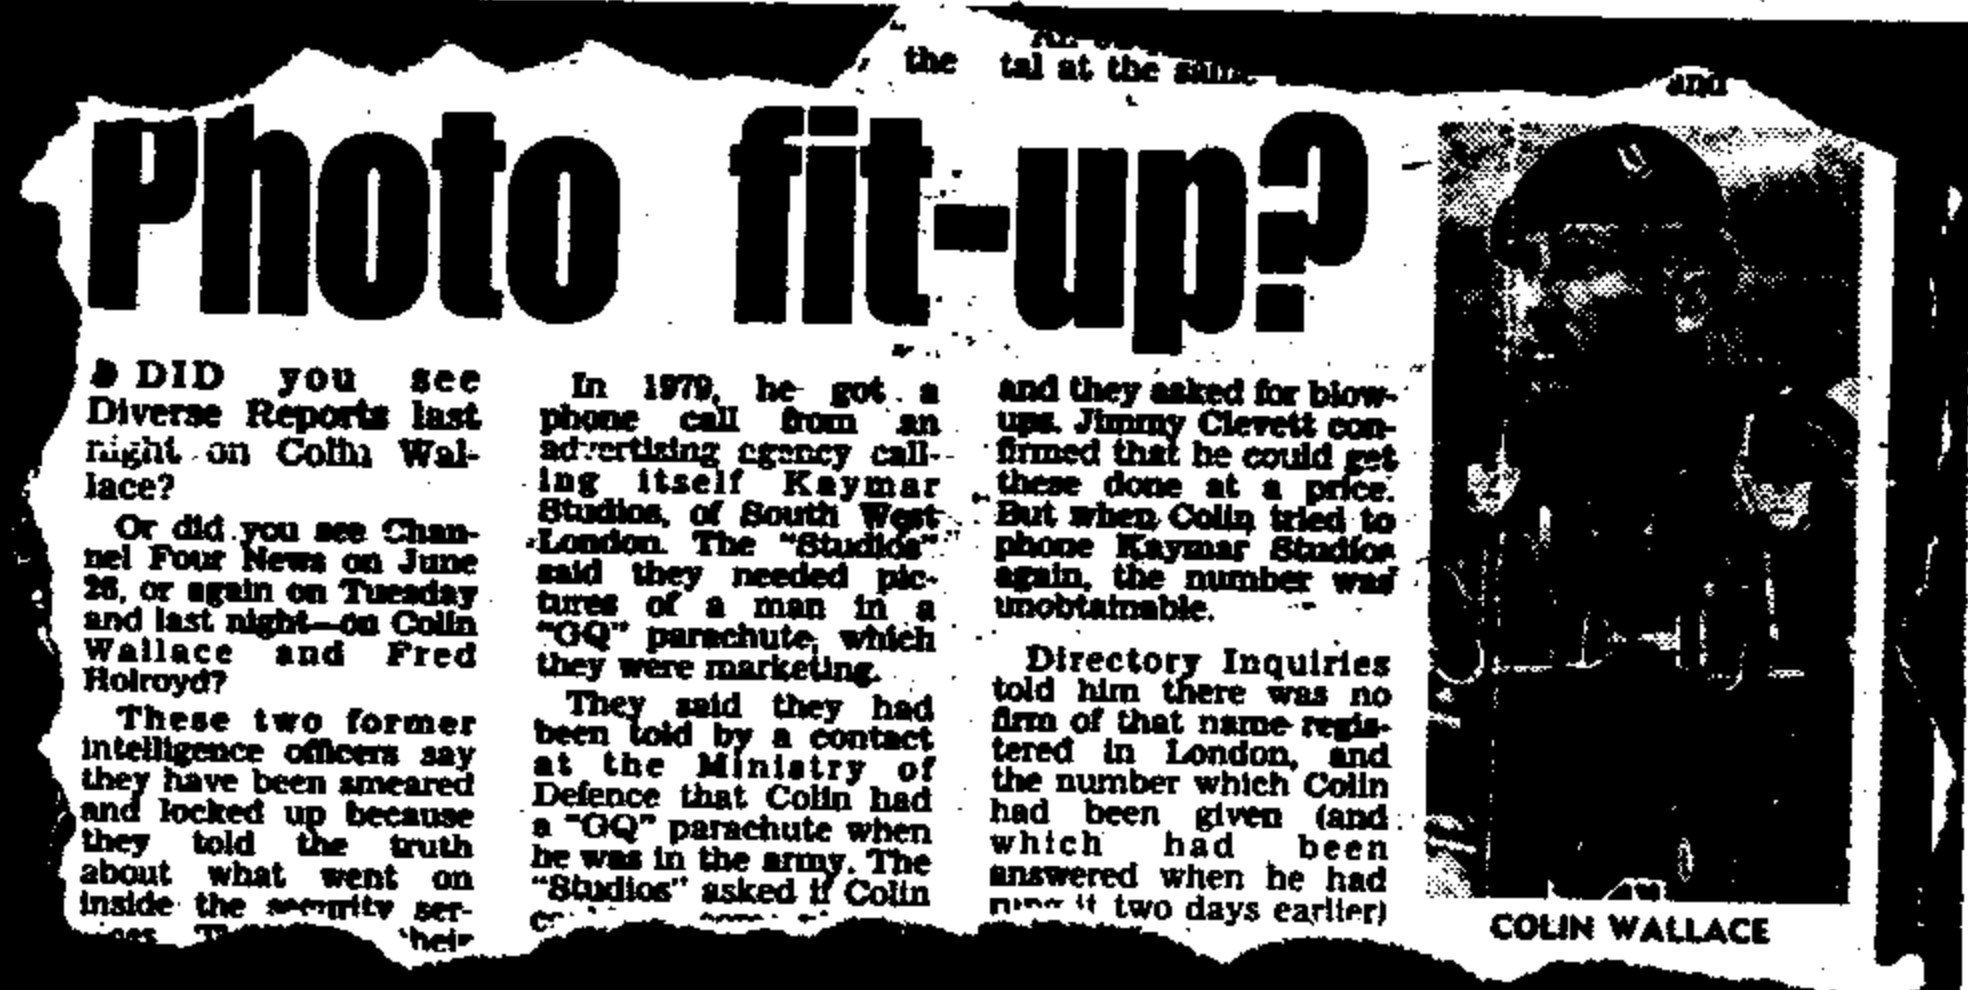 the tal at the same
and
Photo fit-up?
DID you see
Diverse Reports last
night on Colin Wal-
lace?
Or did you see Chan-
nel Four News on June
26, or again on Tuesday
and last night—on Colin
Wallace and Fred
Holroyd?
These two former
intelligence officers say
they have been smeared
and locked up because
they told the truth
about what went on
inside the security ser-
In 1979, he got a
phone call from an
advertising agency call-
ing itself Kaymar
Studios, of South West
London. The "Studios"
said they needed pic-
tures of a man in a
"GQ" parachute, which
they were marketing.
They said they had
been told by a contact
at the Ministry of
Defence that Colin had
a "GQ" parachute when
he was in the army. The
"Studios" asked if Colin
and they asked for blow-
ups. Jimmy Clevett con-
firmed that he could get
these done at a price.
But when Colin tried to
phone Kaymar Studios
again, the number was
unobtainable.
Directory Inquiries
told him there was no
firm of that name regis-
tered in London, and
the number which Colin
had been given (and
which had been
answered when he had
rung it two days earlier)
COLIN WALLACE